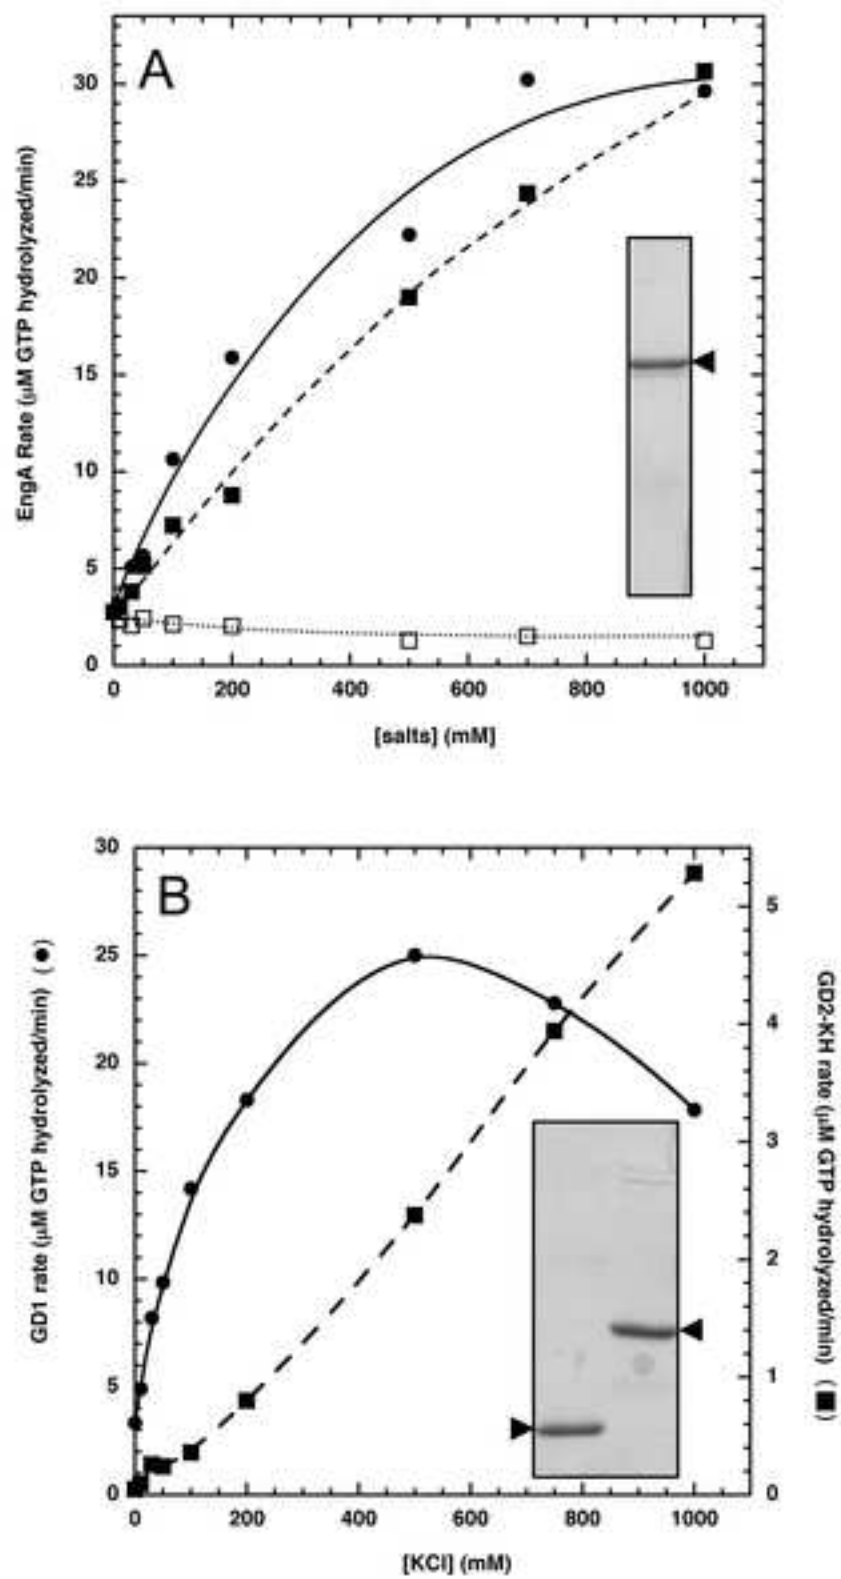 A
30
25
20
15
10
5
0
EngA Rate (μM GTP hydrolyzed/min)
0 200 400 600 800 1000
[salts] (mM)
B
30
25
20
15
10
5
0
GD1 rate (μM GTP hydrolyzed/min) (●)
5
4
3
2
1
0
GD2-KH rate (μM GTP hydrolyzed/min) (■)
0 200 400 600 800 1000
[KCl] (mM)